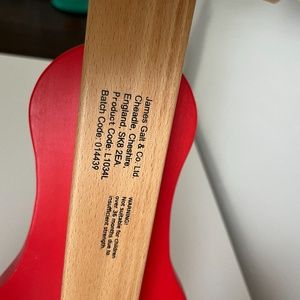 James Galt & Co. Ltd.
Cheadle, Cheshire,
England, SK8 2EA.
Product Code: L1034L
Batch Code: 014439
WARNING!
Not suitable for children
over 36 months due to
insufficient strength.